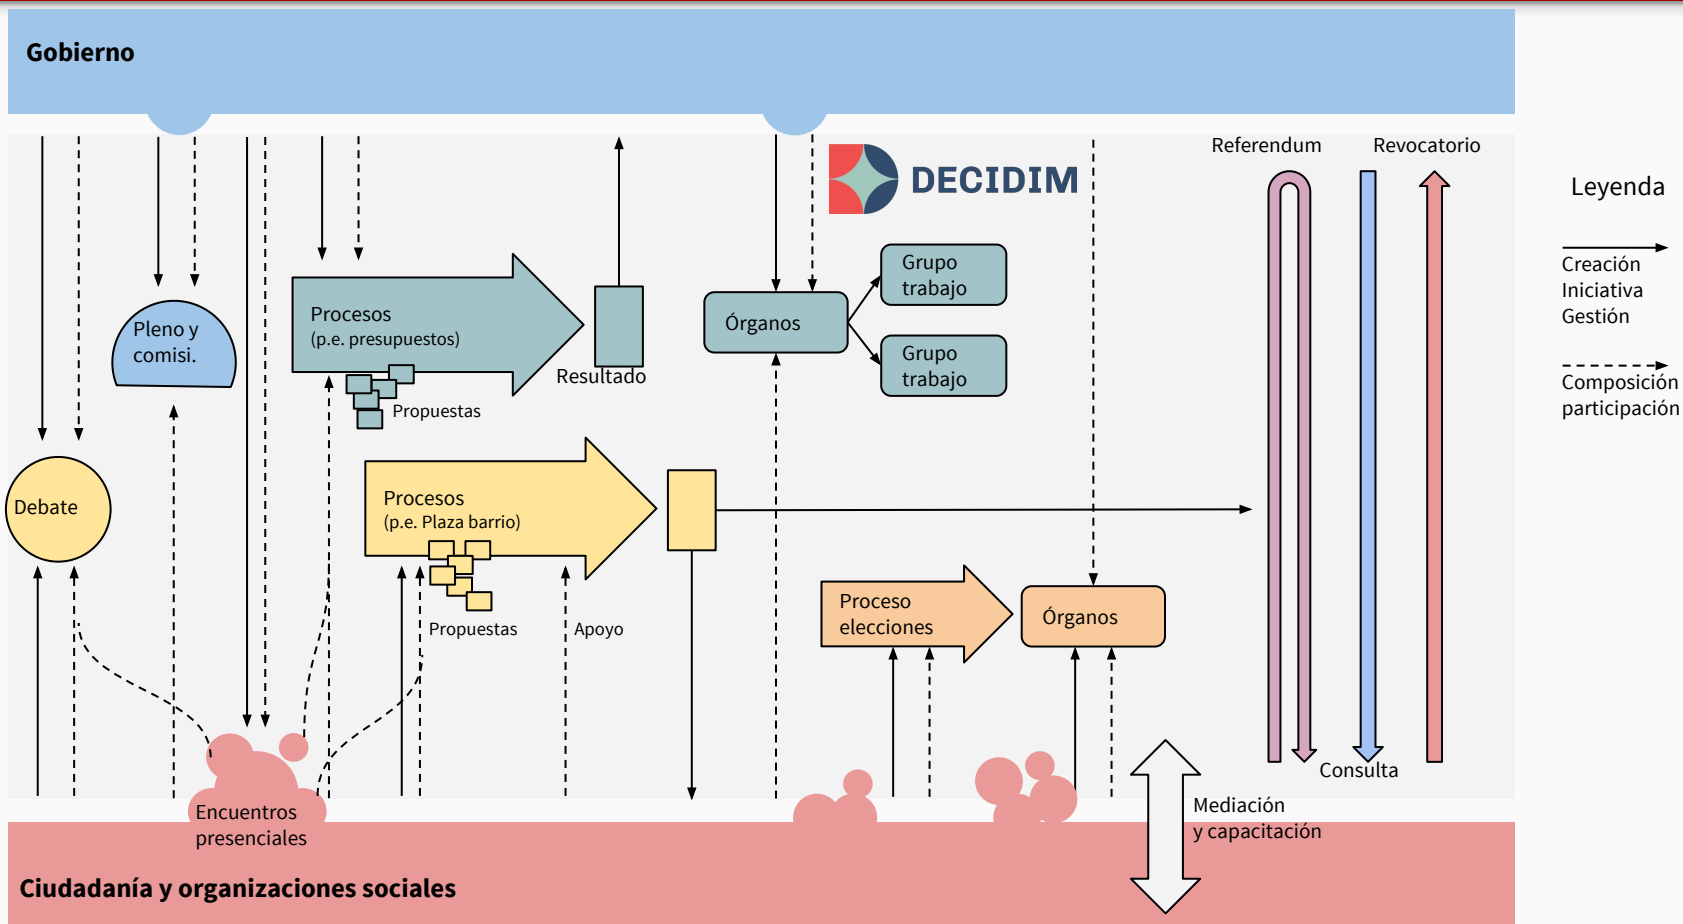 Gobierno
Referendum
Revocatorio
DECIDIM
Leyenda
Creación
Iniciativa
Gestión
Composición
participación
Grupo
trabajo
Pleno y
comisi.
Procesos
(p.e. presupuestos)
Órganos
Grupo
trabajo
Resultado
Propuestas
Debate
Procesos
(p.e. Plaza barrio)
Propuestas
Apoyo
Proceso
elecciones
Órganos
Consulta
Encuentros
presenciales
Mediación
y capacitación
Ciudadanía y organizaciones sociales